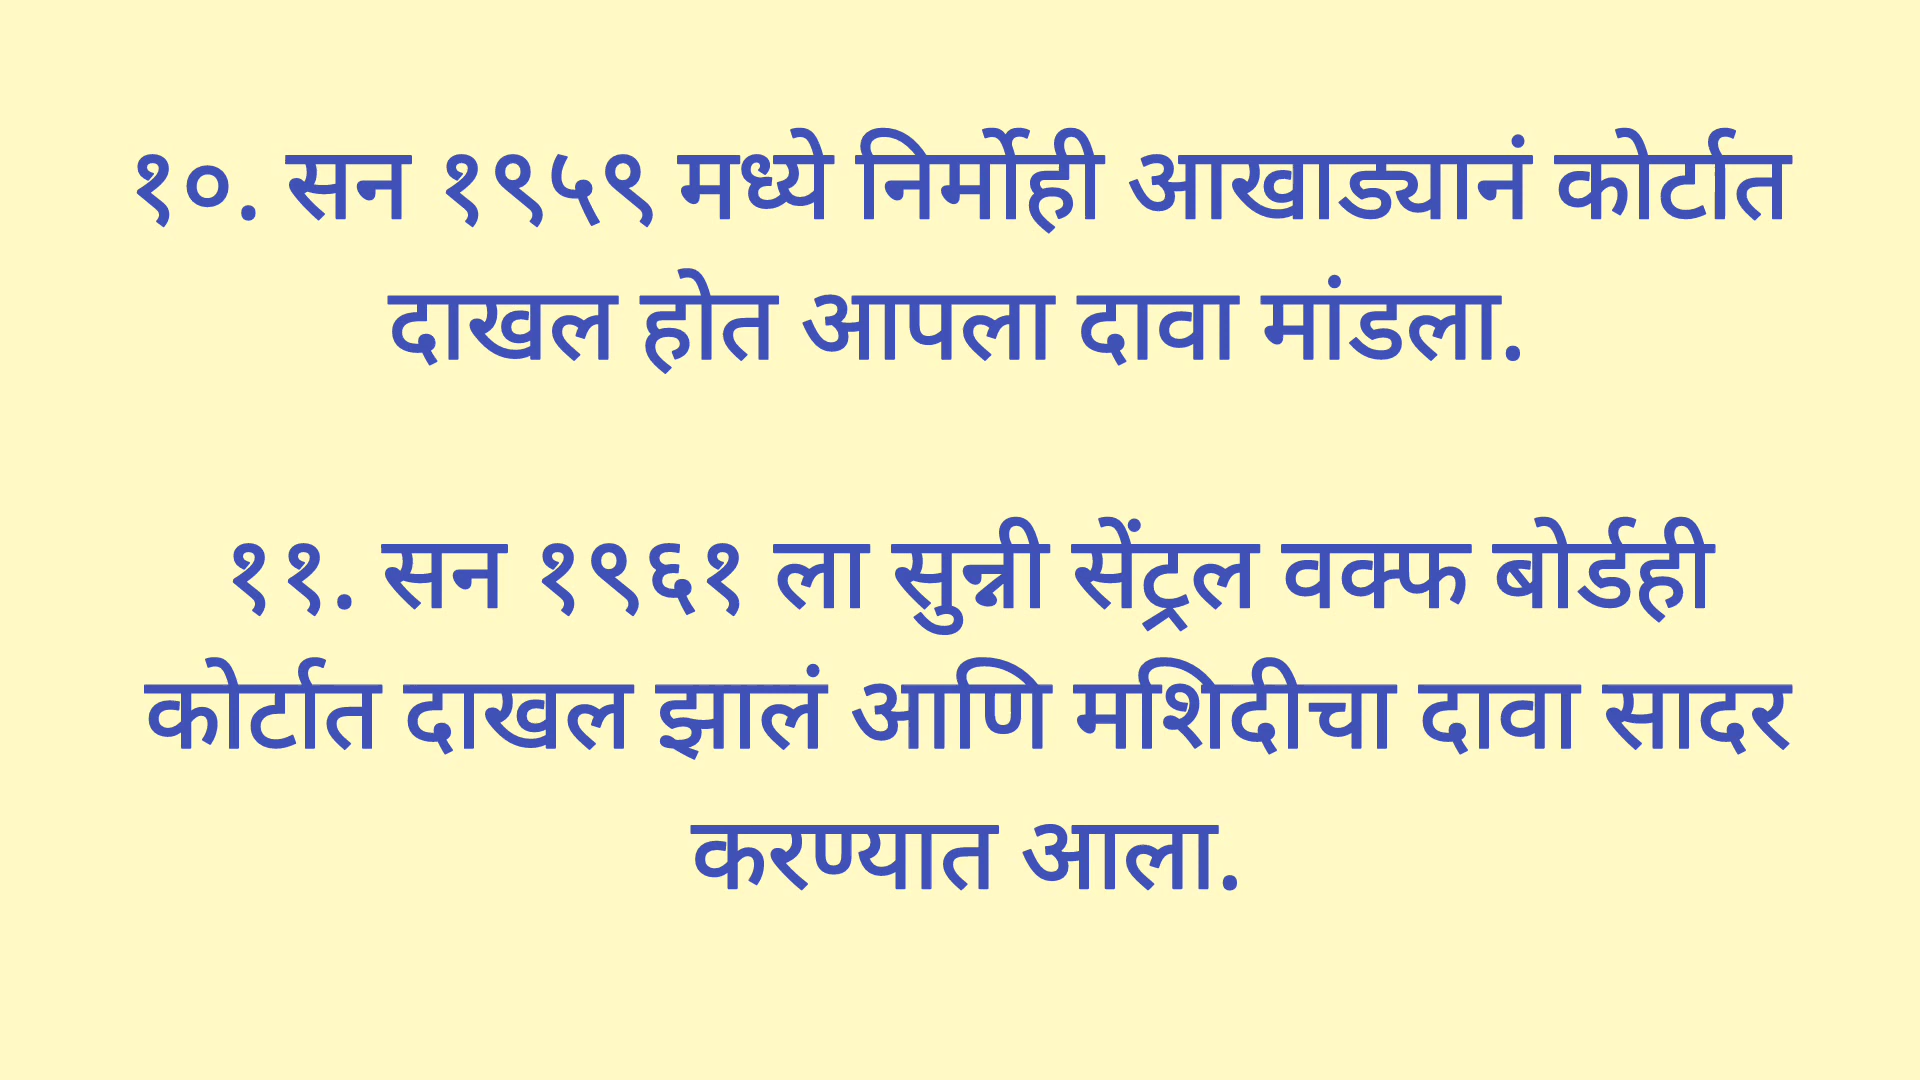 १०. सन १९५९ मध्ये निर्मोही आखाड्यानं कोर्टात
दाखल होत आपला दावा मांडला.
११. सन १९६१ ला सुन्नी सेंट्रल वक्फ बोर्डही
कोर्टात दाखल झालं आणि मशिदीचा दावा सादर
करण्यात आला.